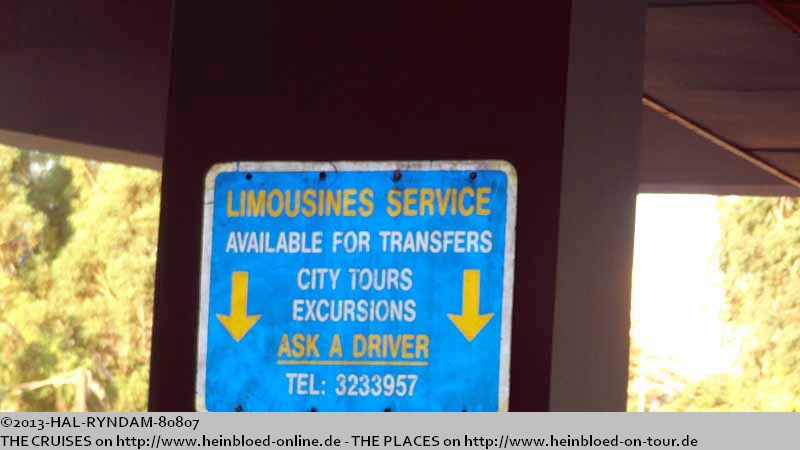 LIMOUSINES SERVICE
AVAILABLE FOR TRANSFERS
CITY TOURS
EXCURSIONS
ASK A DRIVER
TEL: 3233957
©2013-HAL-RYNDAM-80807
THE CRUISES on http://www.heinbloed-online.de - THE PLACES on http://www.heinbloed-on-tour.de